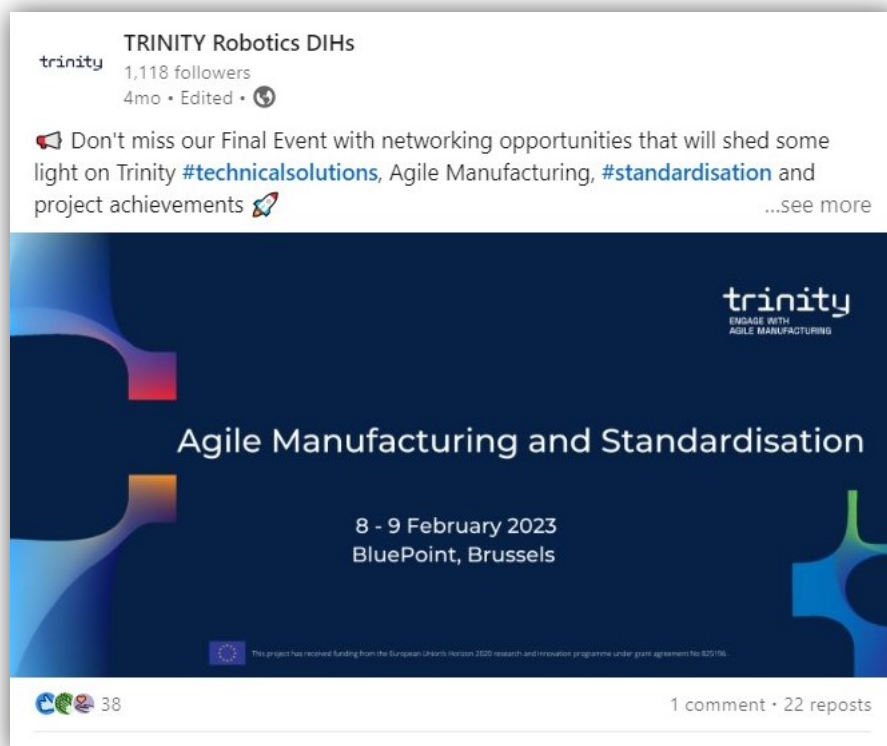 trinity
TRINITY Robotics DIHs
1,118 followers
4mo • Edited •
Don't miss our Final Event with networking opportunities that will shed some
light on Trinity #technicalsolutions, Agile Manufacturing, #standardisation and
project achievements
...see more
trinity
ENGAGE WITH
AGILE MANUFACTURING
Agile Manufacturing and Standardisation
8 - 9 February 2023
BluePoint, Brussels
This project has received funding from the European Union's Horizon 2020 research and innovation programme under grant agreement No 825196.
38
1 comment • 22 reposts